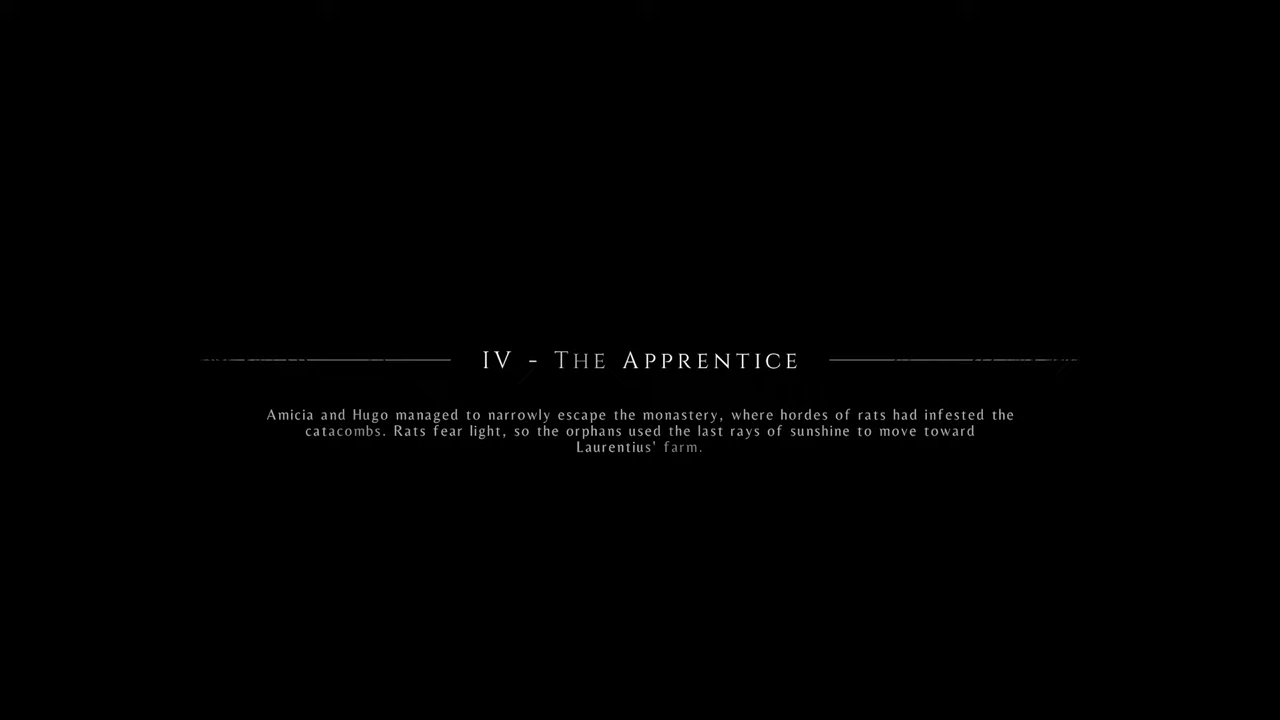 IV - The Apprentice
Amicia and Hugo managed to narrowly escape the monastery, where hordes of rats had infested the
catacombs. Rats fear light, so the orphans used the last rays of sunshine to move toward
Laurentius' farm.